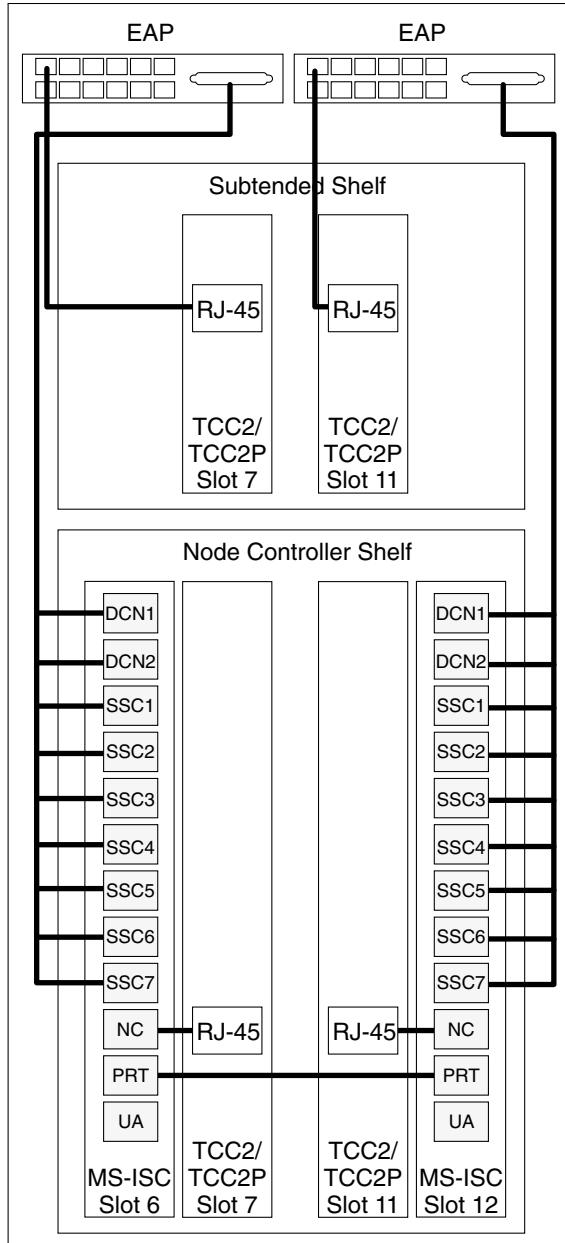 EAP EAP
Subtended Shelf
RJ-45 RJ-45
TCC2/ TCC2/
TCC2P TCC2P
Slot 7 Slot 11
Node Controller Shelf
DCN1 DCN1
DCN2 DCN2
SSC1 SSC1
SSC2 SSC2
SSC3 SSC3
SSC4 SSC4
SSC5 SSC5
SSC6 SSC6
SSC7 SSC7
NC RJ-45 RJ-45 NC
PRT PRT
UA UA
TCC2/ TCC2/
MS-ISC TCC2P TCC2P MS-ISC
Slot 6 Slot 7 Slot 11 Slot 12